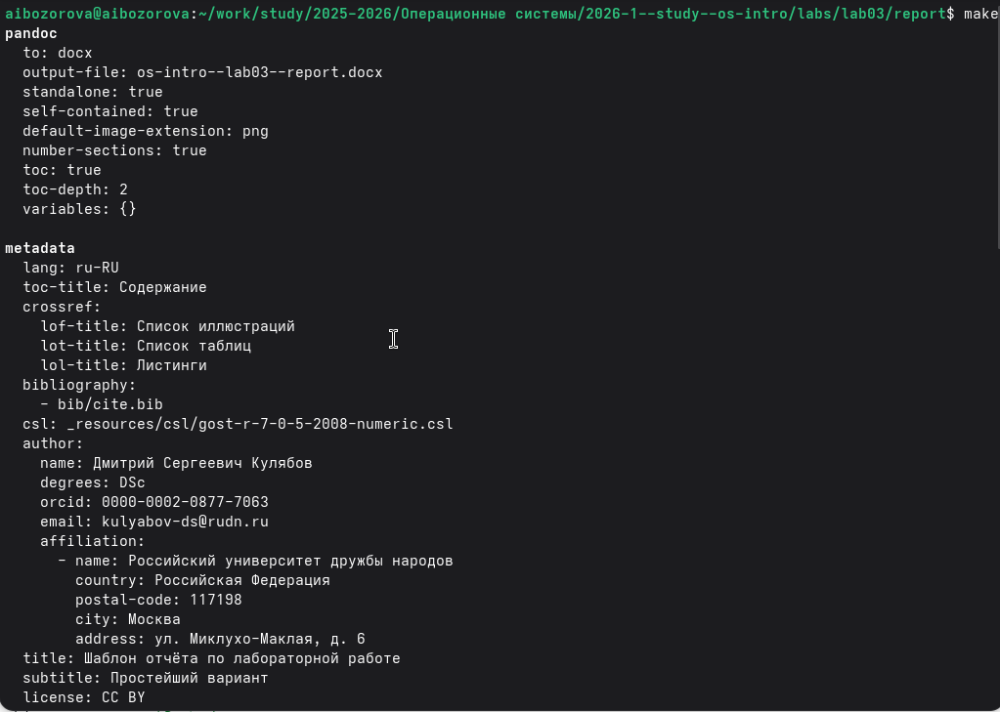 aibozorova@aibozorova:~/work/study/2025-2026/Операционные системы/2026-1--study--os-intro/labs/lab03/report$ make
pandoc
  to: docx
  output-file: os-intro--lab03--report.docx
  standalone: true
  self-contained: true
  default-image-extension: png
  number-sections: true
  toc: true
  toc-depth: 2
  variables: {}

metadata
  lang: ru-RU
  toc-title: Содержание
  crossref:
    lof-title: Список иллюстраций
    lot-title: Список таблиц
    lol-title: Листинги
  bibliography:
    - bib/cite.bib
  csl: _resources/csl/gost-r-7-0-5-2008-numeric.csl
  author:
    name: Дмитрий Сергеевич Кулябов
    degrees: DSc
    orcid: 0000-0002-0877-7063
    email: kulyabov-ds@rudn.ru
    affiliation:
      - name: Российский университет дружбы народов
        country: Российская Федерация
        postal-code: 117198
        city: Москва
        address: ул. Миклухо-Маклая, д. 6
  title: Шаблон отчёта по лабораторной работе
  subtitle: Простейший вариант
  license: CC BY